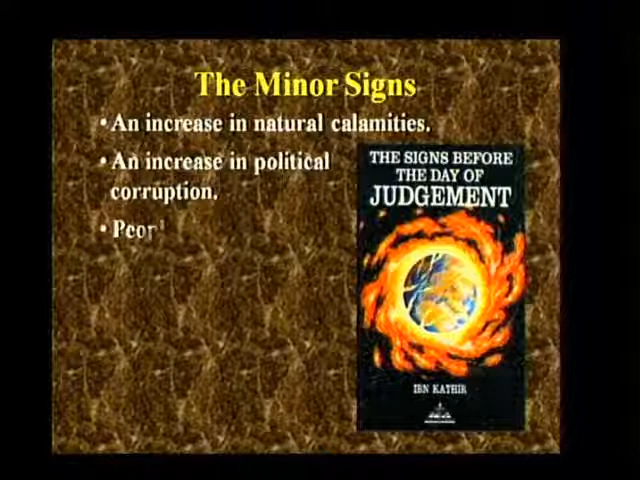 The Minor Signs
• An increase in natural calamities.
• An increase in political
corruption.
•
THE SIGNS BEFORE
THE DAY OF
JUDGEMENT
IBN KATHIR